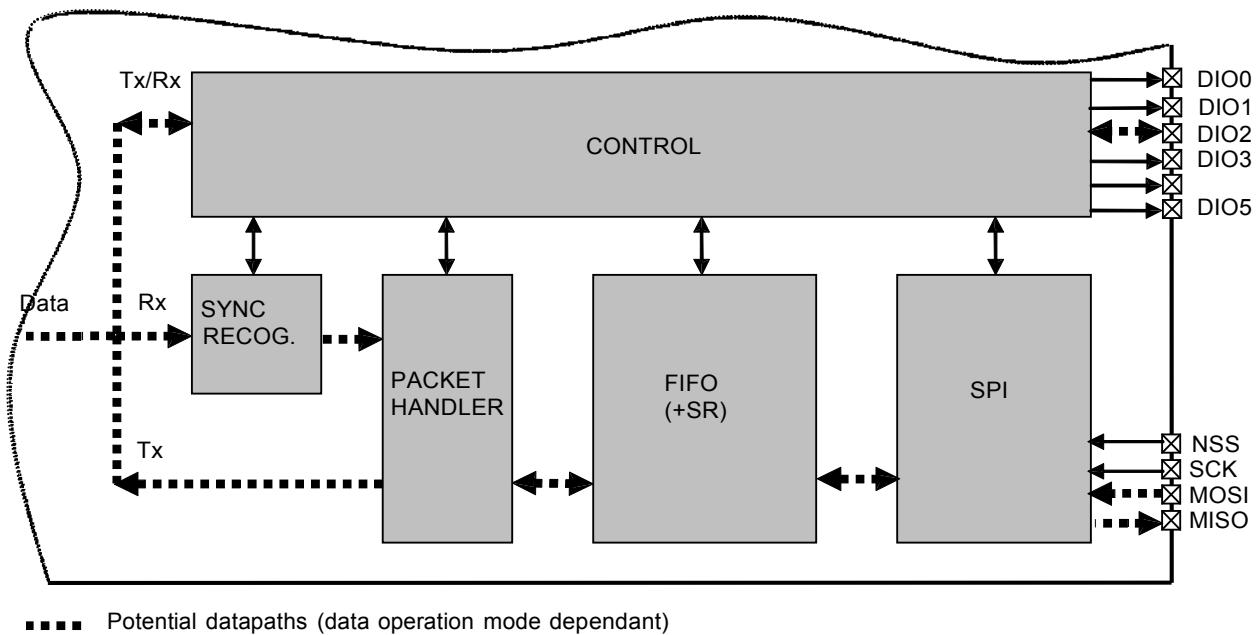 Tx/Rx
CONTROL
DIO0
DIO1
DIO2
DIO3
DIO5
Data
Rx
SYNC
RECOG.
PACKET
HANDLER
FIFO
(+SR)
SPI
Tx
NSS
SCK
MOSI
MISO
Potential datapaths (data operation mode dependant)